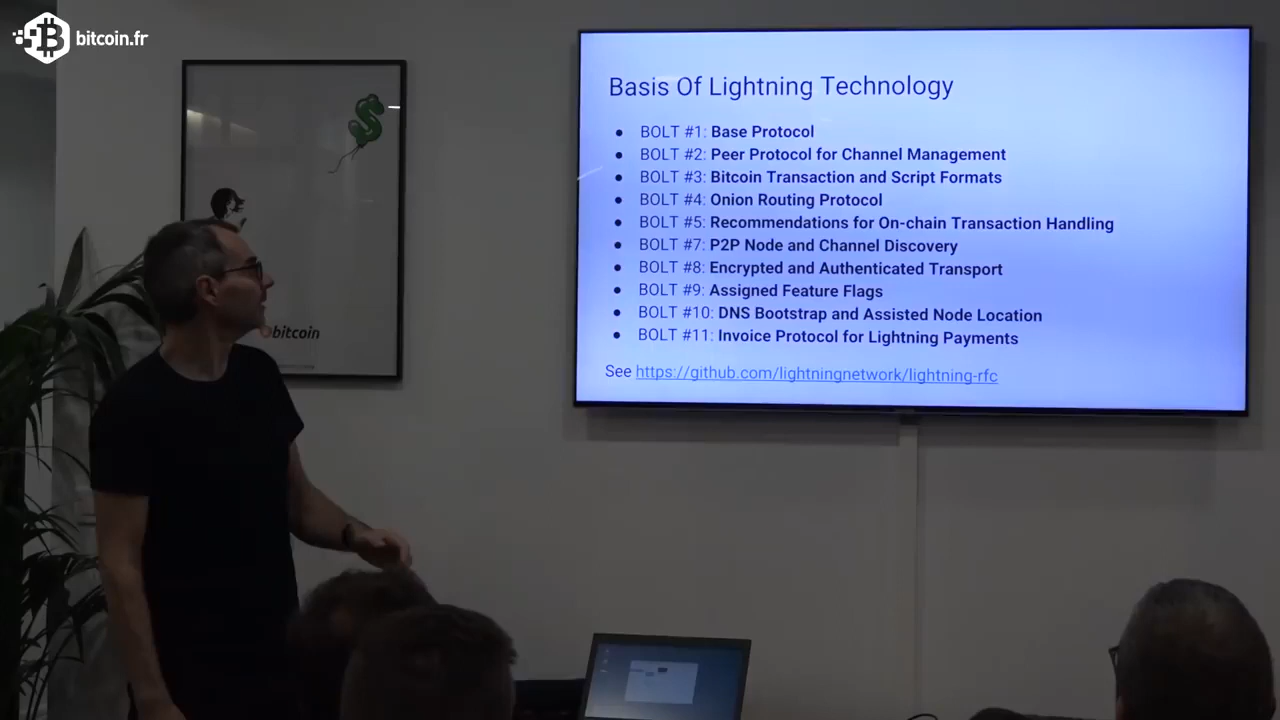 bitcoin.fr
Basis Of Lightning Technology
BOLT #1: Base Protocol
BOLT #2: Peer Protocol for Channel Management
BOLT #3: Bitcoin Transaction and Script Formats
BOLT #4: Onion Routing Protocol
BOLT #5: Recommendations for On-chain Transaction Handling
BOLT #7: P2P Node and Channel Discovery
BOLT #8: Encrypted and Authenticated Transport
BOLT #9: Assigned Feature Flags
BOLT #10: DNS Bootstrap and Assisted Node Location
BOLT #11: Invoice Protocol for Lightning Payments
See https://github.com/lightningnetwork/lightning-rfc
bitcoin